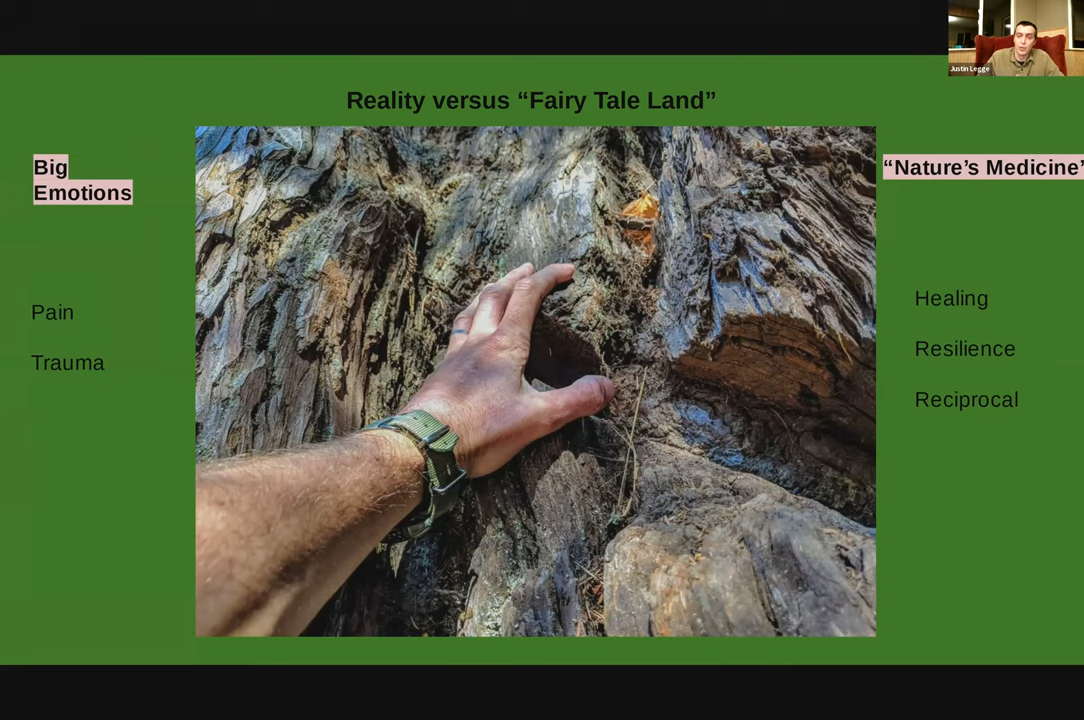 Justin Legge
Reality versus “Fairy Tale Land”
Big
Emotions
“Nature’s Medicine”
Pain
Trauma
Healing
Resilience
Reciprocal